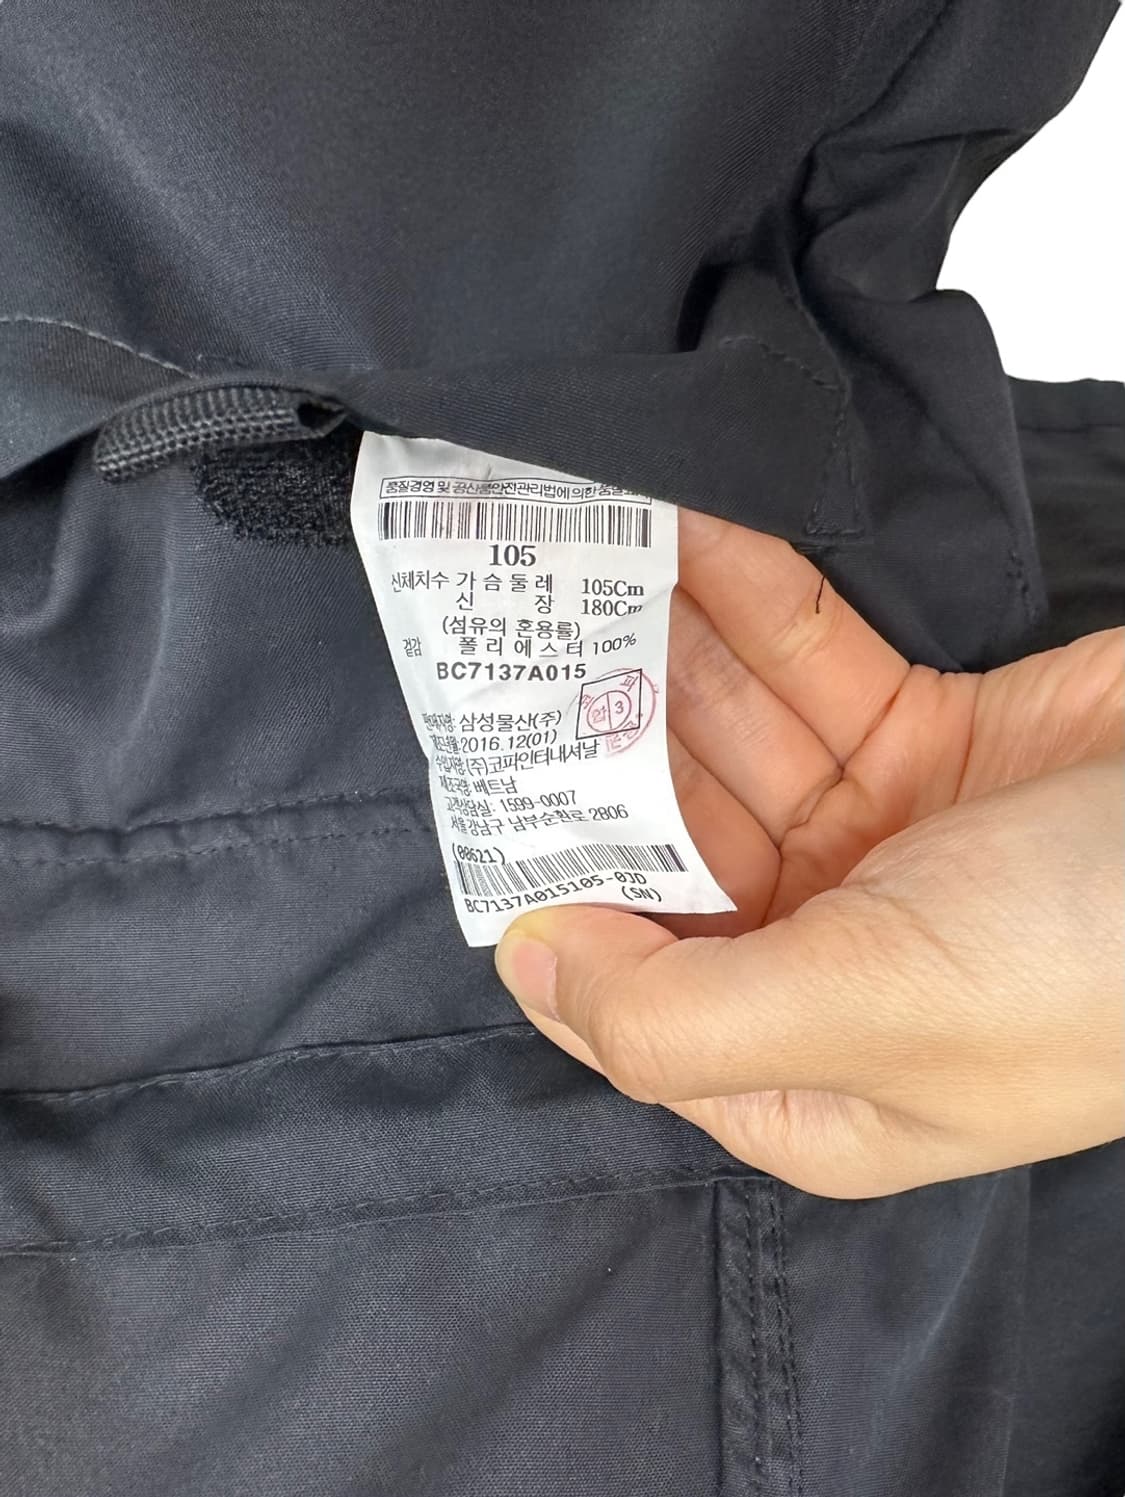 품질경영 및 공산품안전관리법에 의한 품질표시
105
신체치수 가 슴 둘 레 105Cm
신 장 180Cm
(섬유의 혼용률)
겉감 폴 리 에 스 터 100%
BC7137A015
3
판매자명: 삼성물산(주)
제조년월:2016.12(01)
수입자명:(주)코파인터내셔날
제조국명: 베트남
고객상담실: 1599-0007
서울 강남구 남부순환로 2806
(08621)
BC7137A015105-0JD
(SN)